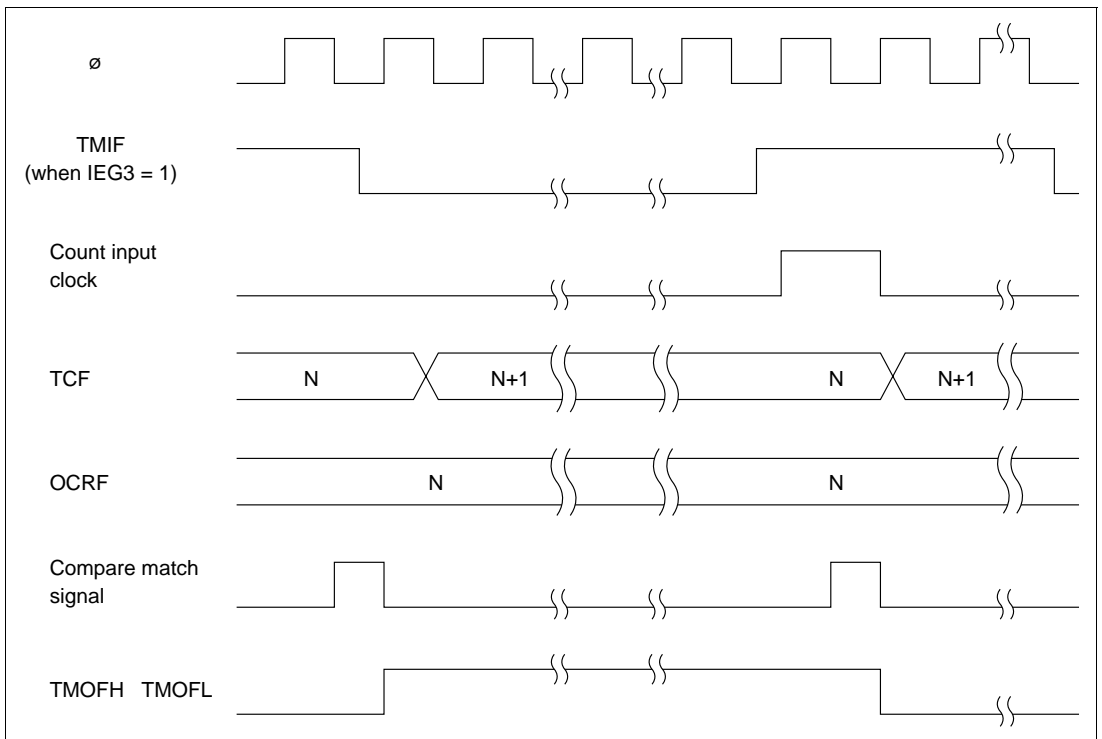 ø
TMIF
(when IEG3 = 1)
Count input
clock
TCF N N+1 N N+1
OCRF N N
Compare match
signal
TMOFH TMOFL